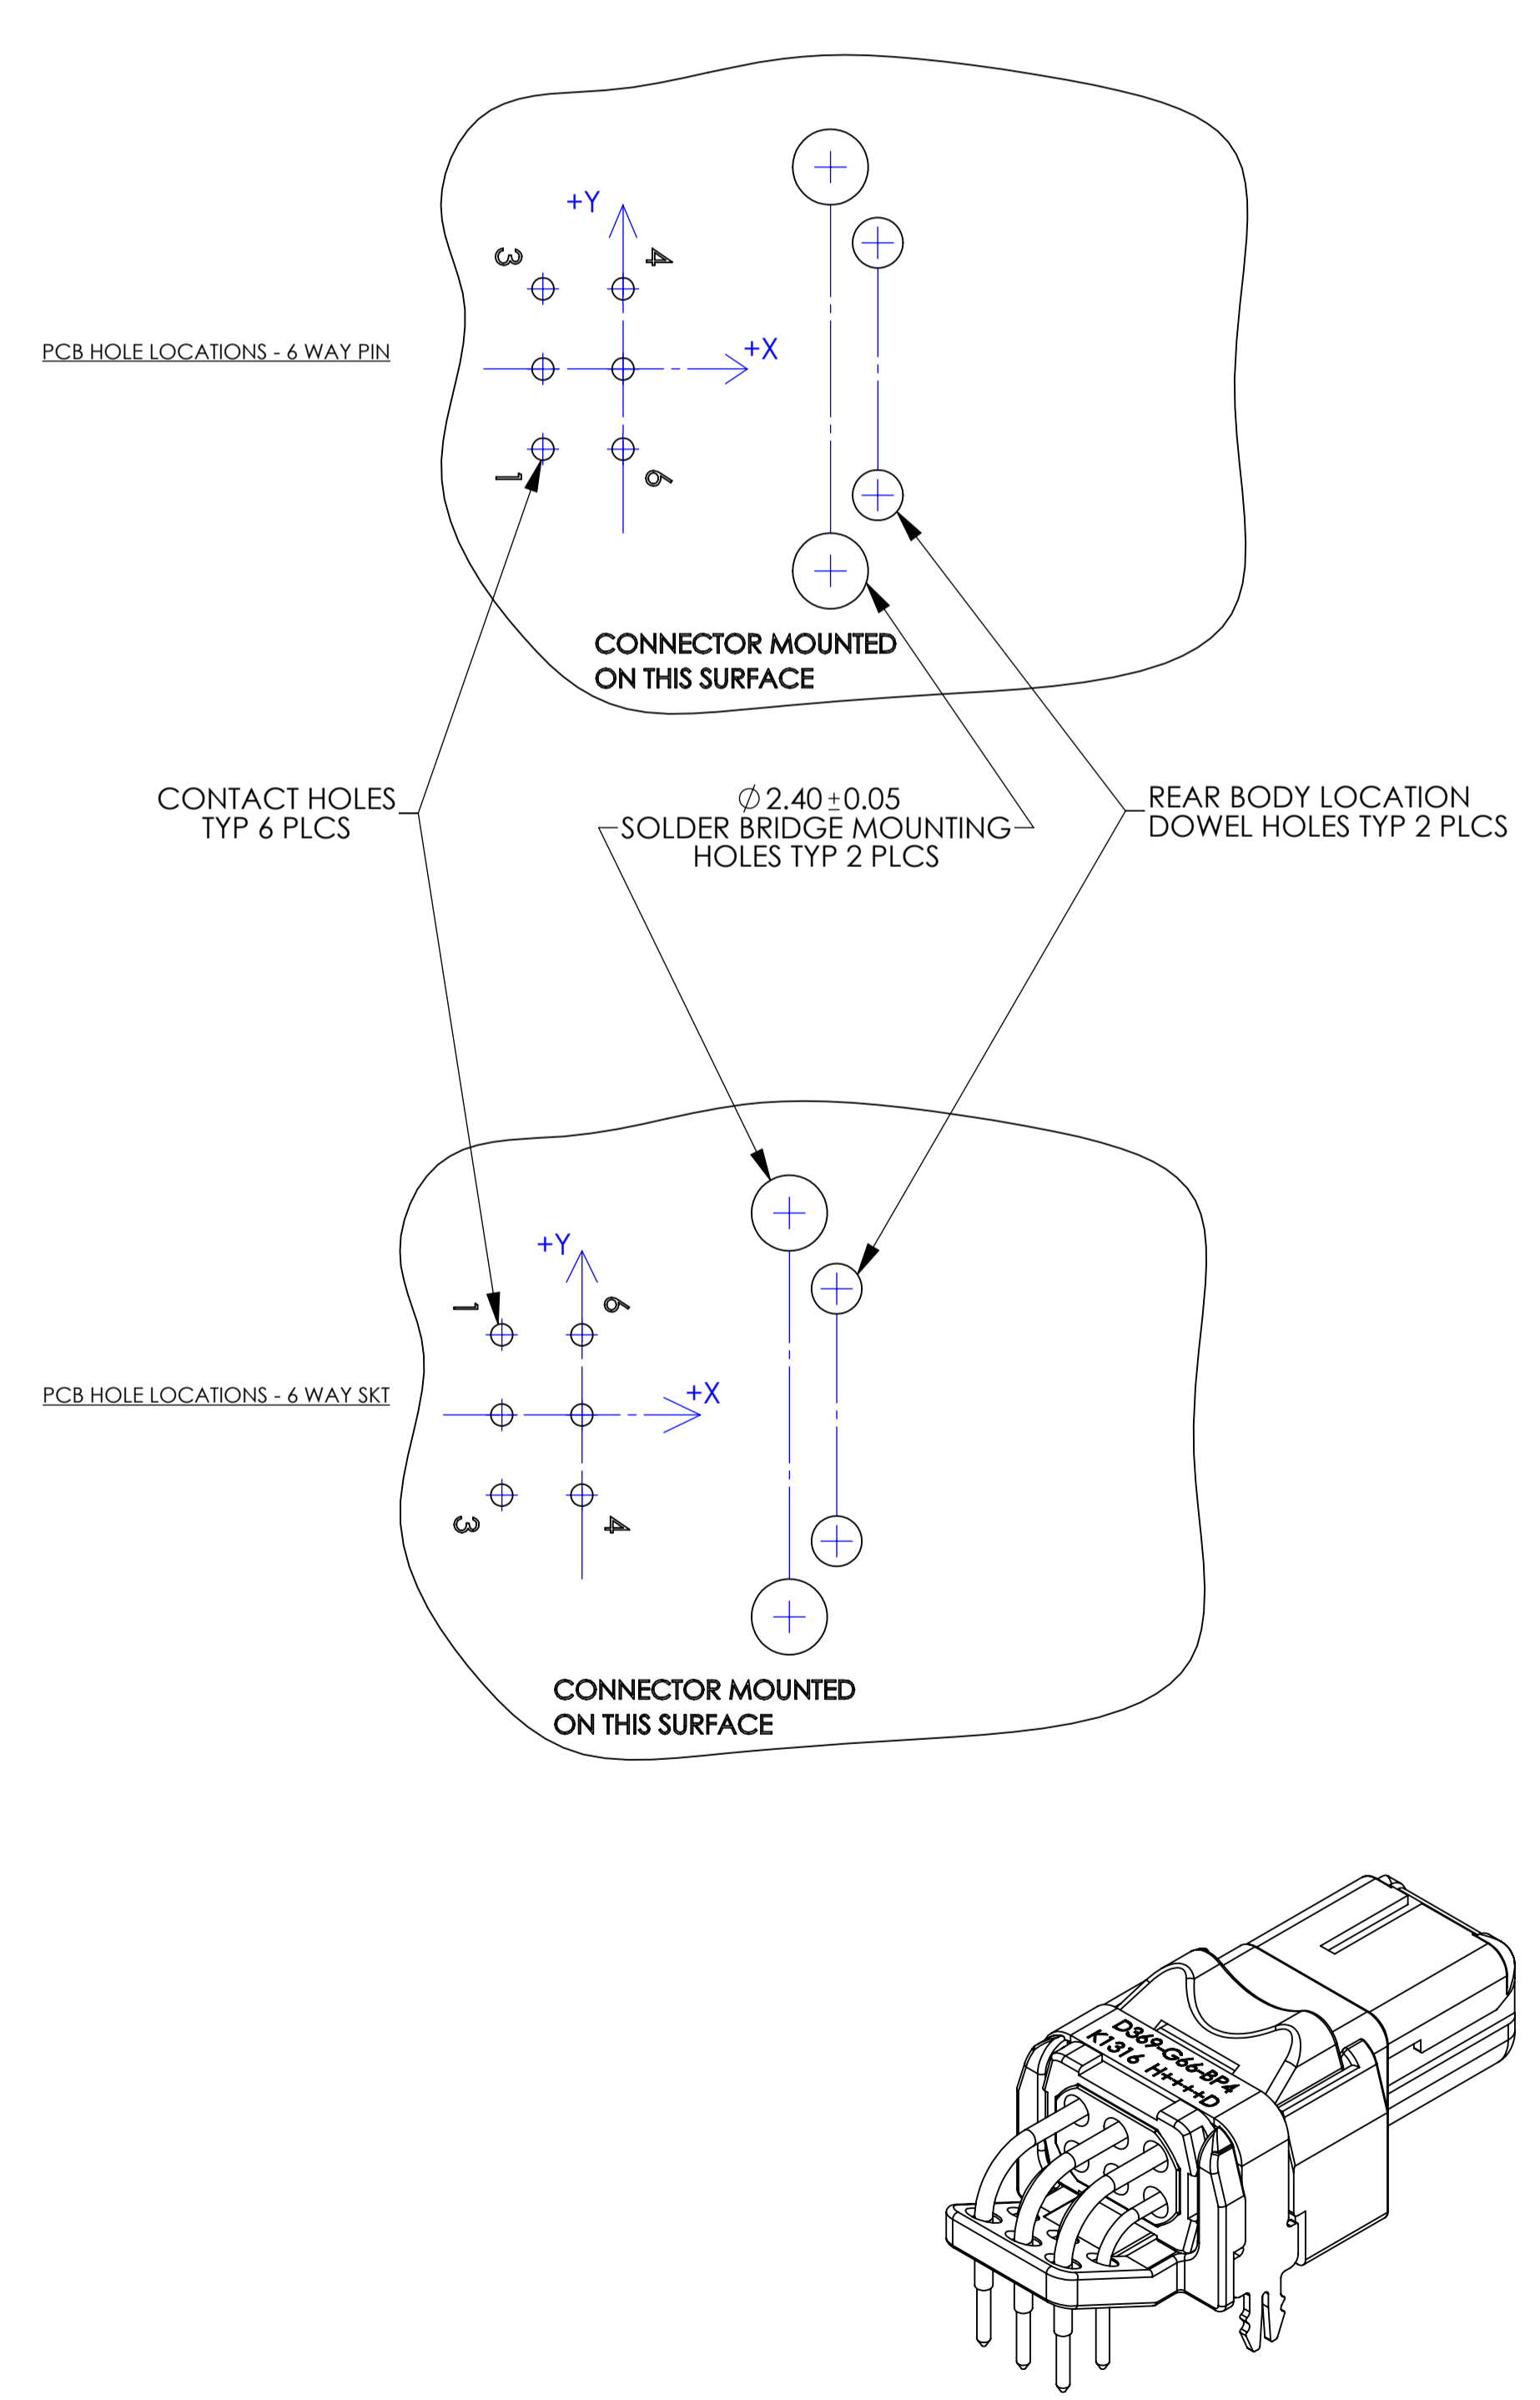 +Y
3
4
+X
PCB HOLE LOCATIONS - 6 WAY PIN
1
6
CONNECTOR MOUNTED
ON THIS SURFACE
CONTACT HOLES
TYP 6 PLCS
⌀ 2.40±0.05
SOLDER BRIDGE MOUNTING
HOLES TYP 2 PLCS
REAR BODY LOCATION
DOWEL HOLES TYP 2 PLCS
+Y
1
6
+X
PCB HOLE LOCATIONS - 6 WAY SKT
3
4
CONNECTOR MOUNTED
ON THIS SURFACE
D369-G66-BP4
K1316 H++++D